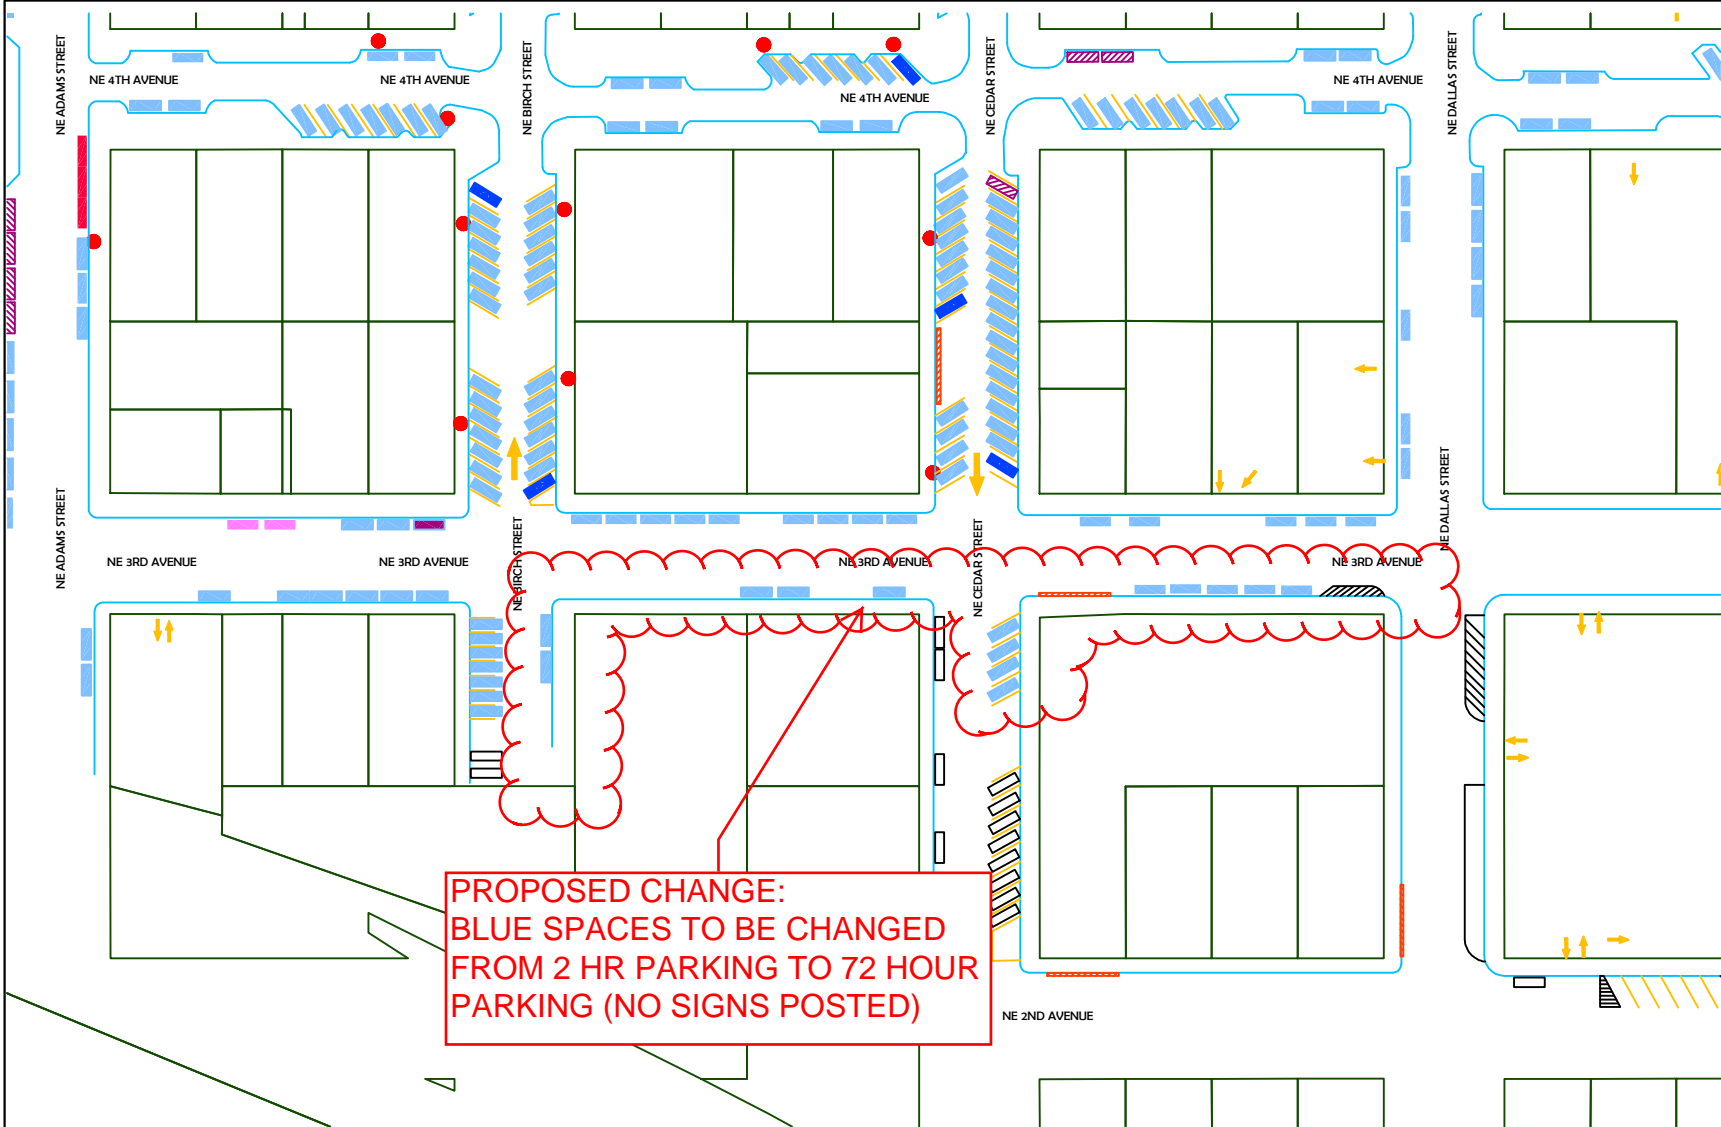 NE ADAMS STREET
NE BIRCH STREET
NE CEDAR STREET
NE DALLAS STREET
NE 4TH AVENUE
NE 4TH AVENUE
NE 4TH AVENUE
NE 4TH AVENUE
NE ADAMS STREET
NE BIRCH STREET
NE CEDAR STREET
NE DALLAS STREET
NE 3RD AVENUE
NE 3RD AVENUE
NE 3RD AVENUE
NE 3RD AVENUE
PROPOSED CHANGE:
BLUE SPACES TO BE CHANGED
FROM 2 HR PARKING TO 72 HOUR
PARKING (NO SIGNS POSTED)
NE 2ND AVENUE